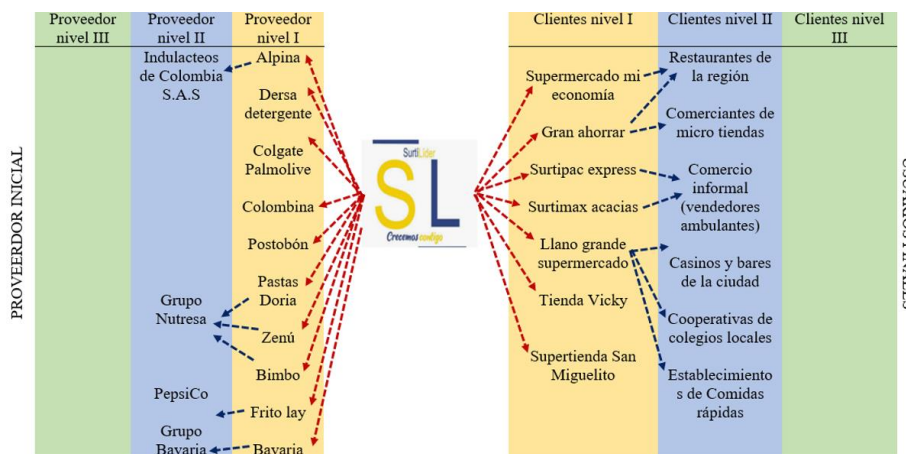 Proveedor
nivel III
Proveedor
nivel II
Proveedor
nivel I
Clientes nivel I
Clientes nivel II
Clientes nivel
III
PROVEERDOR INICIAL
Indulacteos
de Colombia
S.A.S
Grupo
Nutresa
PepsiCo
Grupo
Bavaria
Alpina
Dersa
detergente
Colgate
Palmolive
Colombina
Postobón
Pastas
Doria
Zenú
Bimbo
Frito lay
Bavaria
SurtiLíder
SL
Crecemos contigo
Supermercado mi
economía
Gran ahorrar
Surtipac express
Surtimax acacias
Llano grande
supermercado
Tienda Vicky
Supertienda San
Miguelito
Restaurantes de
la región
Comerciantes de
micro tiendas
Comercio
informal
(vendedores
ambulantes)
Casinos y bares
de la ciudad
Cooperativas de
colegios locales
Establecimiento
s de Comidas
rápidas